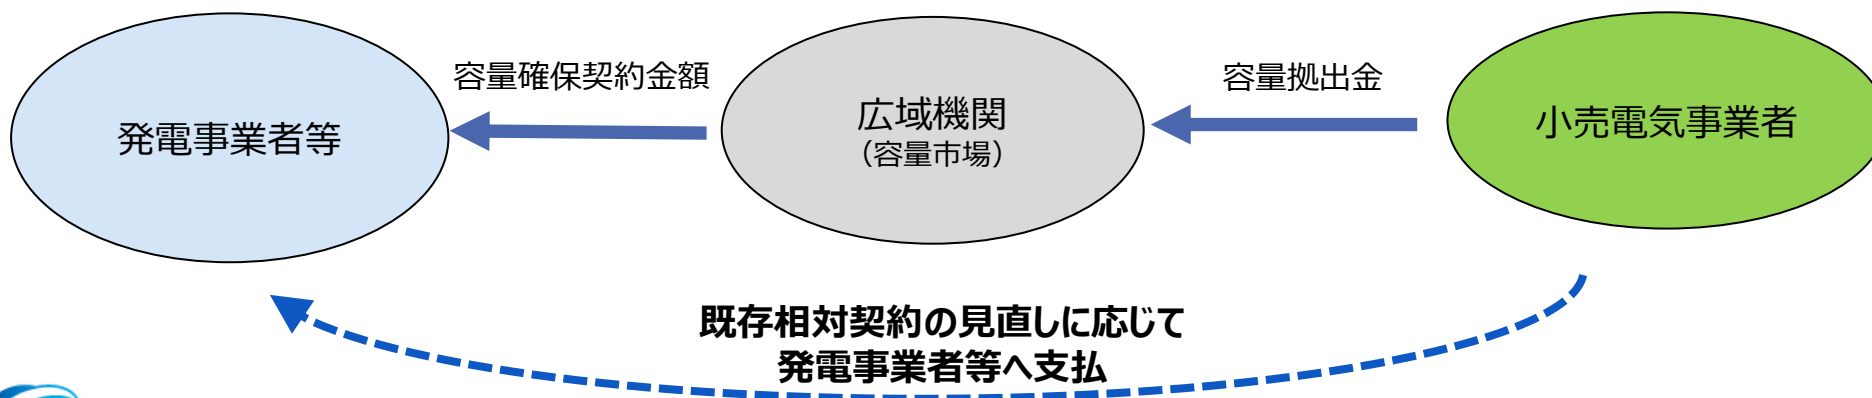 容量確保契約金額
容量拠出金
発電事業者等
広域機関
（容量市場）
小売電気事業者
既存相対契約の見直しに応じて
発電事業者等へ支払